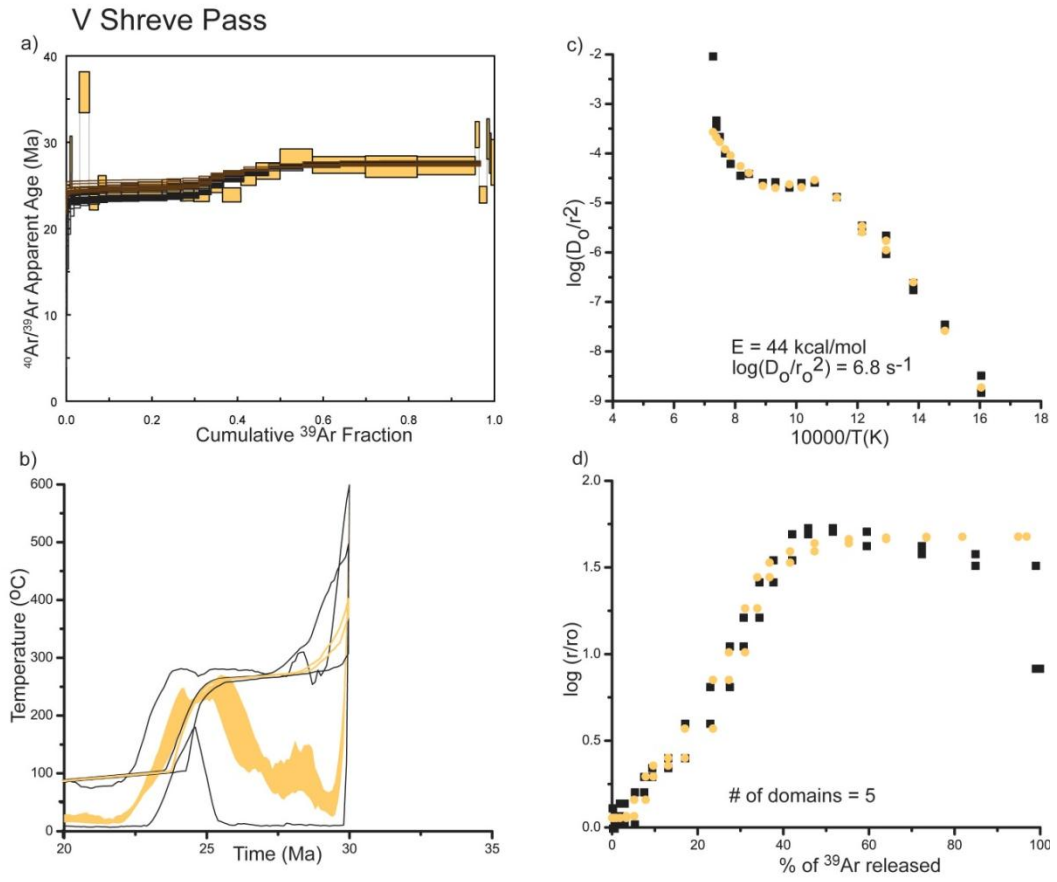 V Shreve Pass
a)
⁴⁰Ar/³⁹Ar Apparent Age (Ma)
40
30
20
10
0
0.0 0.2 0.4 0.6 0.8 1.0
Cumulative ³⁹Ar Fraction
c)
log(Dₒ/r²)
-2
-3
-4
-5
-6
-7
-8
-9
E = 44 kcal/mol
log(Dₒ/rₒ²) = 6.8 s⁻¹
4 6 8 10 12 14 16 18
10000/T(K)
b)
Temperature (ºC)
600
500
400
300
200
100
0
20 25 30 35
Time (Ma)
d)
log (r/ro)
2.0
1.5
1.0
0.5
0.0
# of domains = 5
0 20 40 60 80 100
% of ³⁹Ar released